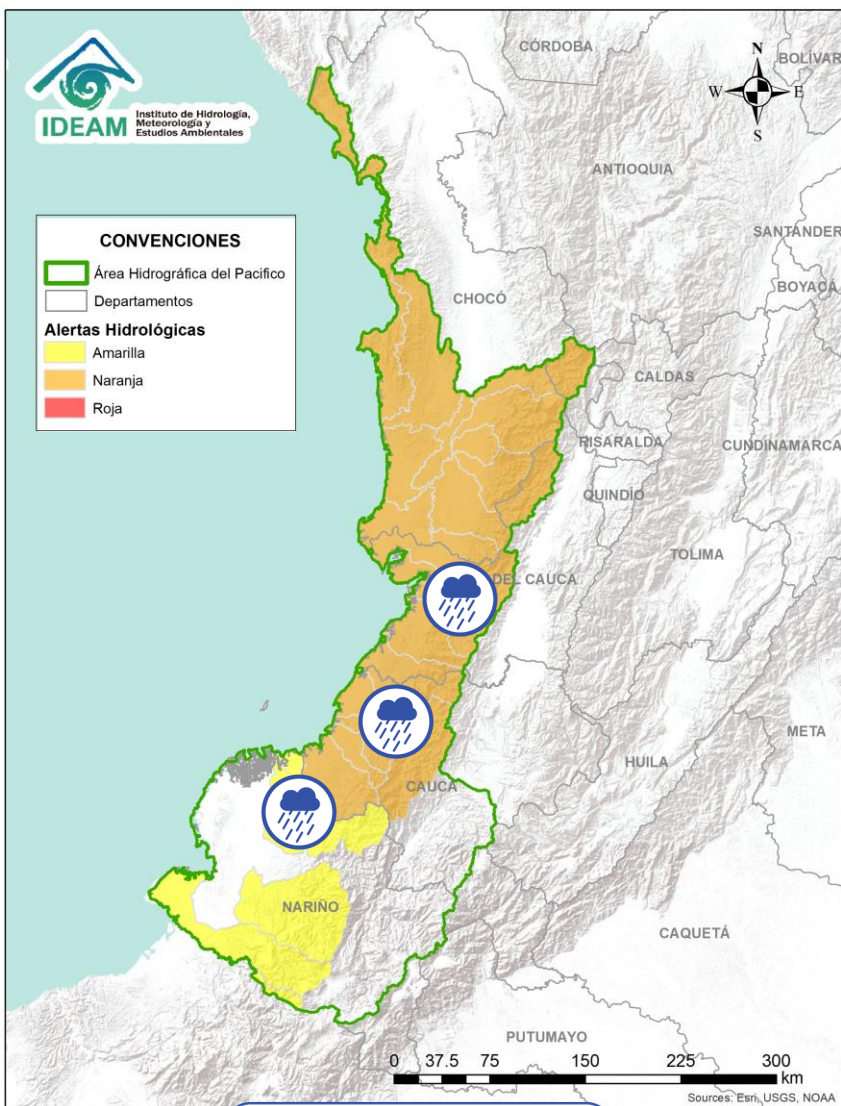 IDEAM
Instituto de Hidrología,
Meteorología y
Estudios Ambientales
CÓRDOBA
BOLÍVAR
N
W
E
S
ANTIOQUIA
SANTANDER
BOYACÁ
CONVENCIONES
Área Hidrográfica del Pacifico
Departamentos
Alertas Hidrológicas
Amarilla
Naranja
Roja
CHOCÓ
CALDAS
RISARALDA
CUNDINAMARCA
QUINDÍO
TOLIMA
DEL CAUCA
META
HUILA
CAUCA
NARIÑO
CAQUETÁ
PUTUMAYO
0 37.5 75 150 225 300
km
Sources: Esri, USGS, NOAA